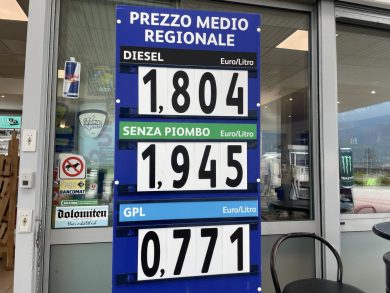 PREZZO MEDIO
REGIONALE
DIESEL Euro/Litro
1,804
SENZA PIOMBO Euro/Litro
1,945
GPL Euro/Litro
0,771
BANCOMAT
Dolomiten